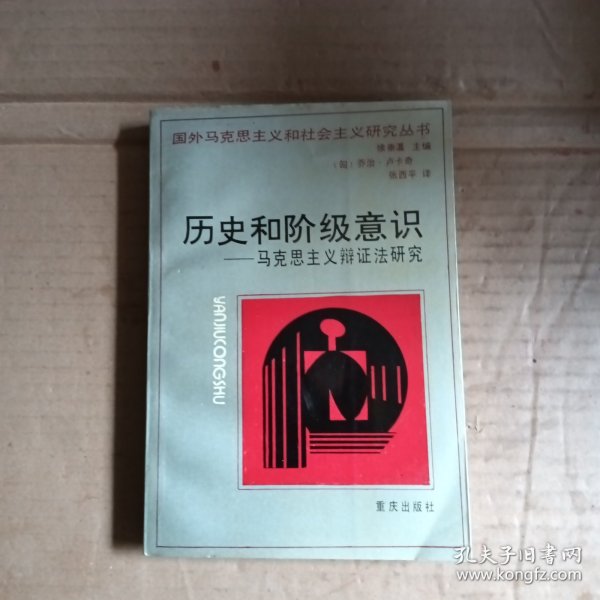 国外马克思主义和社会主义研究丛书
徐崇温 主编
〔匈〕乔治·卢卡奇
张西平 译
历史和阶级意识
——马克思主义辩证法研究
YANJIUCONGSHU
重庆出版社
孔夫子旧书网
www.kongfz.com